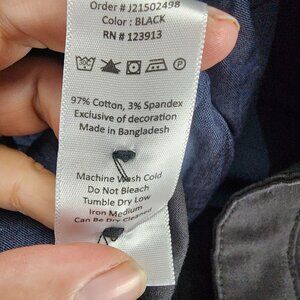 Order # J21502498
Color : BLACK
RN # 123913
97% Cotton, 3% Spandex
Exclusive of decoration
Made in Bangladesh
Machine Wash Cold
Do Not Bleach
Tumble Dry Low
Iron Medium
Can Be Dry Cleaned